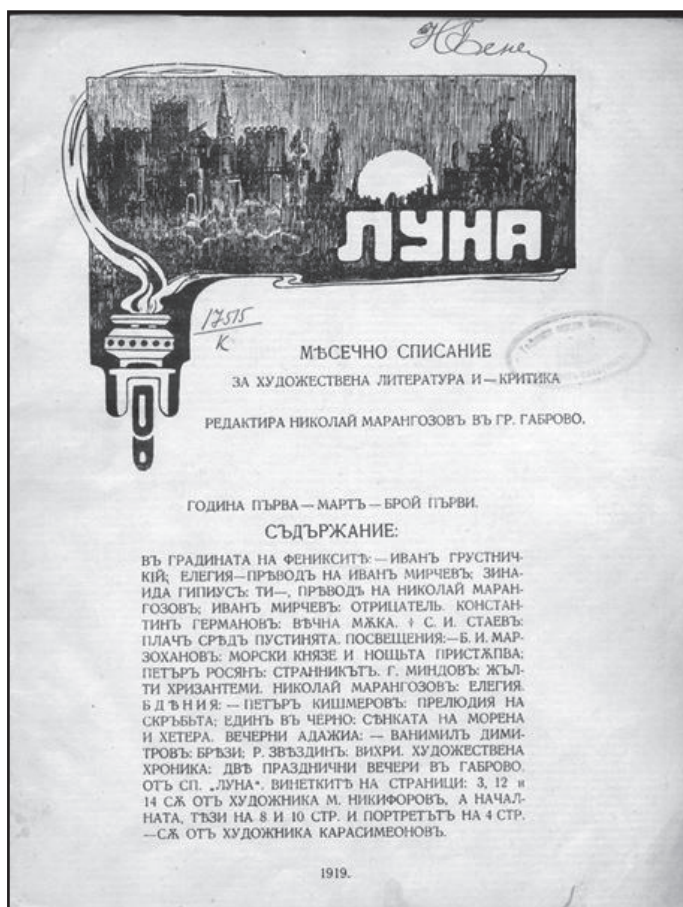 Н Бенев
ЛУНА
17515
К
МѢСЕЧНО СПИСАНИЕ
ЗА ХУДОЖЕСТВЕНА ЛИТЕРАТУРА И — КРИТИКА
РЕДАКТИРА НИКОЛАЙ МАРАНГОЗОВЪ ВЪ ГР. ГАБРОВО.
ГОДИНА ПЪРВА — МАРТЪ — БРОЙ ПЪРВИ.
СЪДЪРЖАНИЕ:
ВЪ ГРАДИНАТА НА ФЕНИКСИТѢ: — ИВАНЪ ГРУСТНИЧ-
КІЙ; ЕЛЕГИЯ—ПРѢВОДЪ НА ИВАНЪ МИРЧЕВЪ; ЗИНА-
ИДА ГИПИУСЪ: ТИ—, ПРѢВОДЪ НА НИКОЛАЙ МАРАН-
ГОЗОВЪ; ИВАНЪ МИРЧЕВЪ: ОТРИЦАТЕЛЬ. КОНСТАН-
ТИНЪ ГЕРМАНОВЪ: ВѢЧНА МѪКА. † С. И. СТАЕВЪ:
ПЛАЧЪ СРѢДЪ ПУСТИНЯТА. ПОСВЕЩЕНИЯ:—Б. И. МАР-
ЗОХАНОВЪ: МОРСКИ КНЯЗЕ И НОЩЬТА ПРИСТѪПВА;
ПЕТЪРЪ РОСЯНЪ: СТРАННИКЪТЪ. Г. МИНДОВЪ: ЖЪЛ-
ТИ ХРИЗАНТЕМИ. НИКОЛАЙ МАРАНГОЗОВЪ: ЕЛЕГИЯ.
БДѢНИЯ: — ПЕТЪРЪ КИШМЕРОВЪ: ПРЕЛЮДИЯ НА
СКРЪБЬТА; ЕДИНЪ ВЪ ЧЕРНО: СѢНКАТА НА МОРЕНА
И ХЕТЕРА. ВЕЧЕРНИ АДАЖИА: — ВАНИМИЛЪ ДИМИ-
ТРОВЪ: БРѢЗИ; Р. ЗВѢЗДИНЪ: ВИХРИ. ХУДОЖЕСТВЕНА
ХРОНИКА: ДВѢ ПРАЗДНИЧНИ ВЕЧЕРИ ВЪ ГАБРОВО.
ОТЪ СП. „ЛУНА“. ВИНЕТКИТѢ НА СТРАНИЦИ: 3, 12 и
14 СѪ ОТЪ ХУДОЖНИКА М. НИКИФОРОВЪ, А НАЧАЛ-
НАТА, ТѢЗИ НА 8 И 10 СТР. И ПОРТРЕТЪТЪ НА 4 СТР.
—СѪ ОТЪ ХУДОЖНИКА КАРАСИМЕОНОВЪ.
1919.